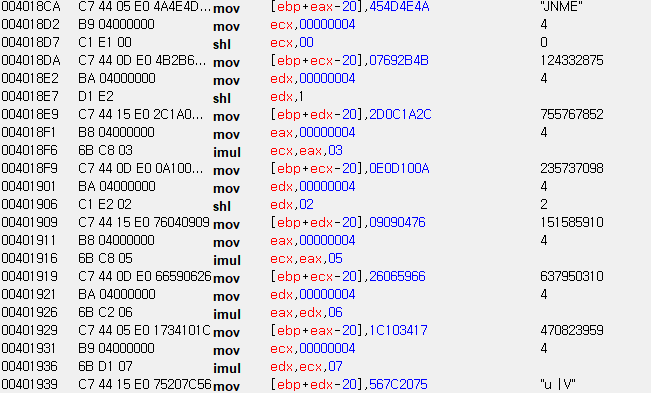 004018CA C7 44 05 E0 4A4E4D... mov [ebp+eax-20],454D4E4A "JNME"
004018D2 B9 04000000 mov ecx,00000004 4
004018D7 C1 E1 00 shl ecx,00 0
004018DA C7 44 0D E0 4B2B6... mov [ebp+ecx-20],07692B4B 124332875
004018E2 BA 04000000 mov edx,00000004 4
004018E7 D1 E2 shl edx,1
004018E9 C7 44 15 E0 2C1A0... mov [ebp+edx-20],2D0C1A2C 755767852
004018F1 B8 04000000 mov eax,00000004 4
004018F6 6B C8 03 imul ecx,eax,03 3
004018F9 C7 44 0D E0 0A100... mov [ebp+ecx-20],0E0D100A 235737098
00401901 BA 04000000 mov edx,00000004 4
00401906 C1 E2 02 shl edx,02 2
00401909 C7 44 15 E0 76040909 mov [ebp+edx-20],09090476 151585910
00401911 B8 04000000 mov eax,00000004 4
00401916 6B C8 05 imul ecx,eax,05 5
00401919 C7 44 0D E0 66590626 mov [ebp+ecx-20],26065966 637950310
00401921 BA 04000000 mov edx,00000004 4
00401926 6B C2 06 imul eax,edx,06 6
00401929 C7 44 05 E0 1734101C mov [ebp+eax-20],1C103417 470823959
00401931 B9 04000000 mov ecx,00000004 4
00401936 6B D1 07 imul edx,ecx,07 7
00401939 C7 44 15 E0 75207C56 mov [ebp+edx-20],567C2075 "u |V"